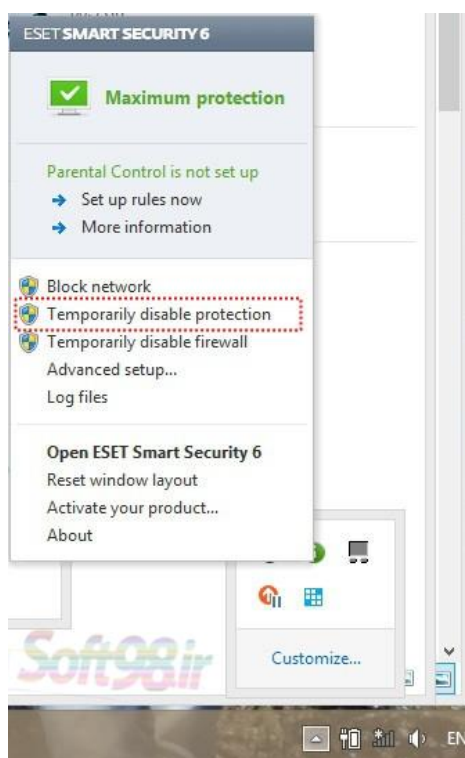 ESET SMART SECURITY 6
Maximum protection
Parental Control is not set up
Set up rules now
More information
Block network
Temporarily disable protection
Temporarily disable firewall
Advanced setup...
Log files
Open ESET Smart Security 6
Reset window layout
Activate your product...
About
Customize...
Soft98.ir
EN